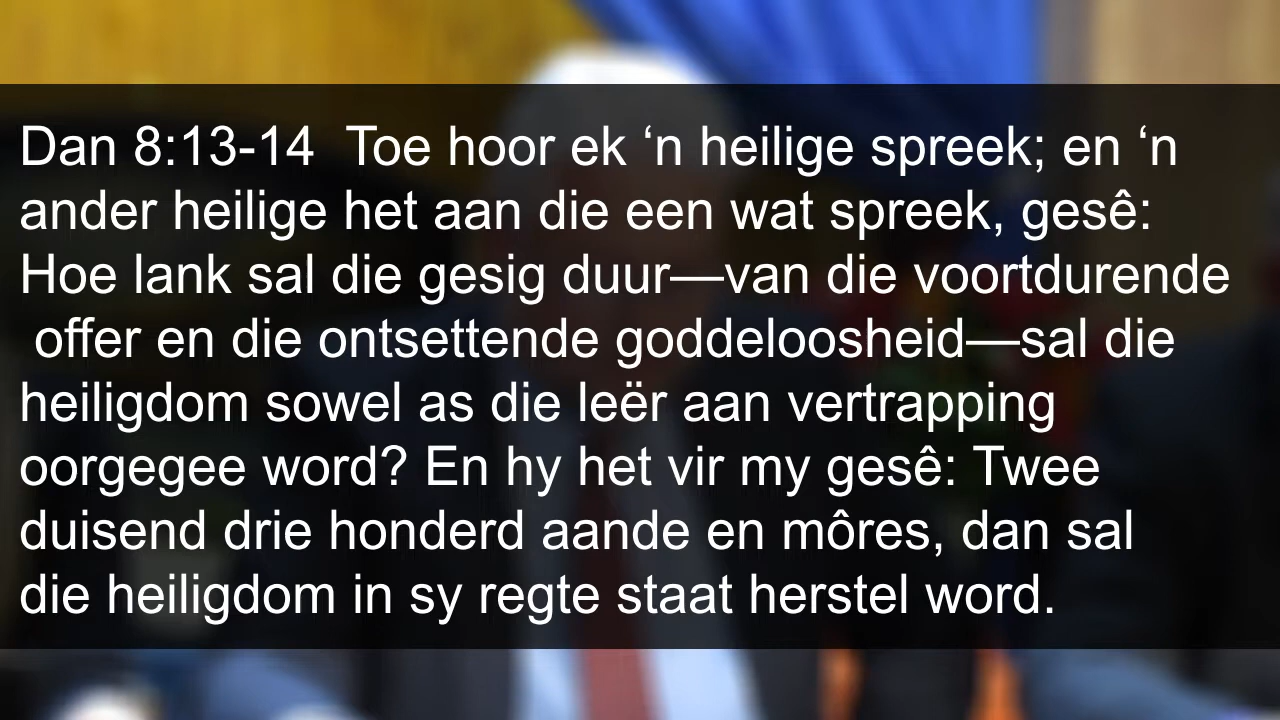 Dan 8:13-14  Toe hoor ek ‘n heilige spreek; en ‘n
ander heilige het aan die een wat spreek, gesê:
Hoe lank sal die gesig duur—van die voortdurende
offer en die ontsettende goddeloosheid—sal die
heiligdom sowel as die leër aan vertrapping
oorgegee word? En hy het vir my gesê: Twee
duisend drie honderd aande en môres, dan sal
die heiligdom in sy regte staat herstel word.